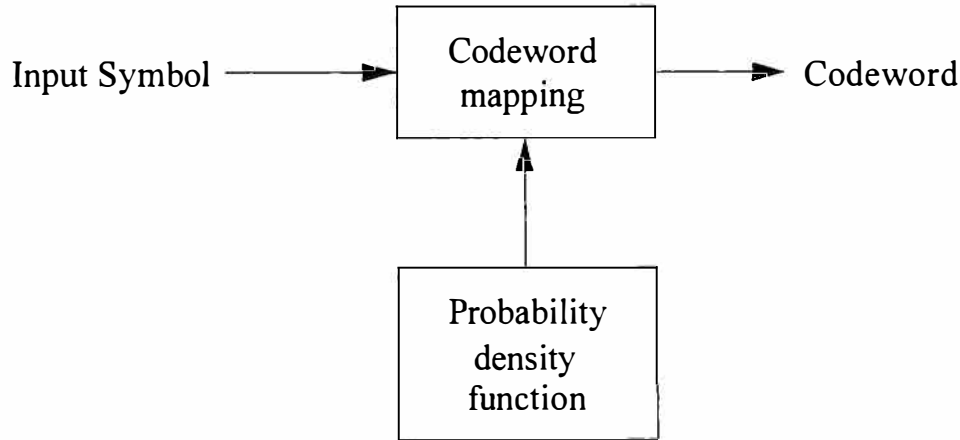 Input Symbol
Codeword
mapping
Codeword
Probability
density
function